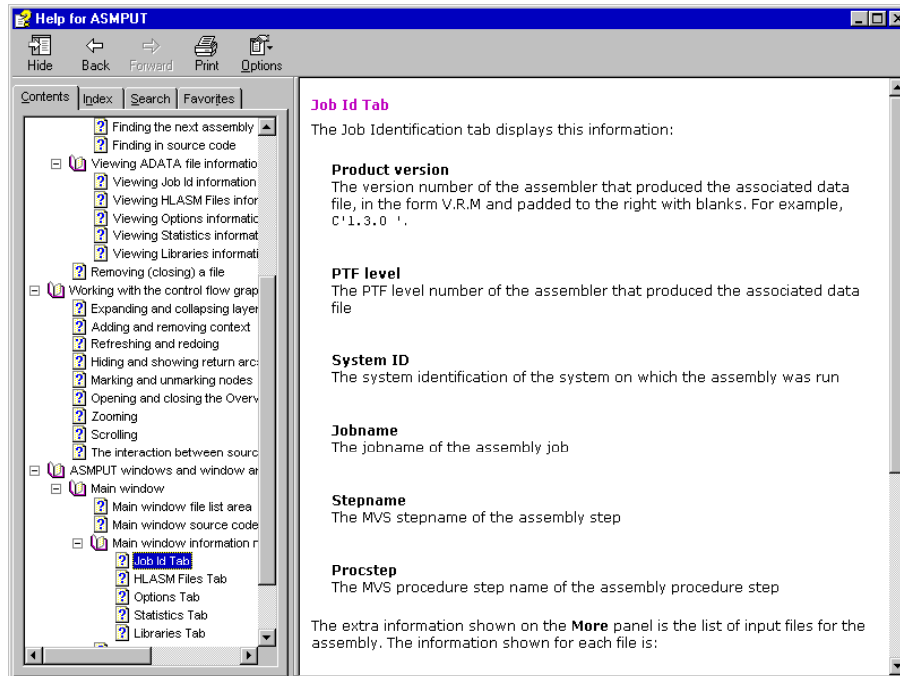 Help for ASMPUT
Hide Back Forward Print Options
Contents Index Search Favorites
Finding the next assembly
Finding in source code
Viewing ADATA file informatio
Viewing Job Id information
Viewing HLASM Files infor
Viewing Options informatic
Viewing Statistics informat
Viewing Libraries informati
Removing (closing) a file
Working with the control flow grap
Expanding and collapsing layer
Adding and removing context
Refreshing and redoing
Hiding and showing return arc
Marking and unmarking nodes
Opening and closing the Overv
Zooming
Scrolling
The interaction between sourc
ASMPUT windows and window ar
Main window
Main window file list area
Main window source code
Main window information r
Job Id Tab
HLASM Files Tab
Options Tab
Statistics Tab
Libraries Tab
Job Id Tab
The Job Identification tab displays this information:
Product version
The version number of the assembler that produced the associated data
file, in the form V.R.M and padded to the right with blanks. For example,
C'1.3.0 '.
PTF level
The PTF level number of the assembler that produced the associated data
file
System ID
The system identification of the system on which the assembly was run
Jobname
The jobname of the assembly job
Stepname
The MVS stepname of the assembly step
Procstep
The MVS procedure step name of the assembly procedure step
The extra information shown on the More panel is the list of input files for the
assembly. The information shown for each file is: